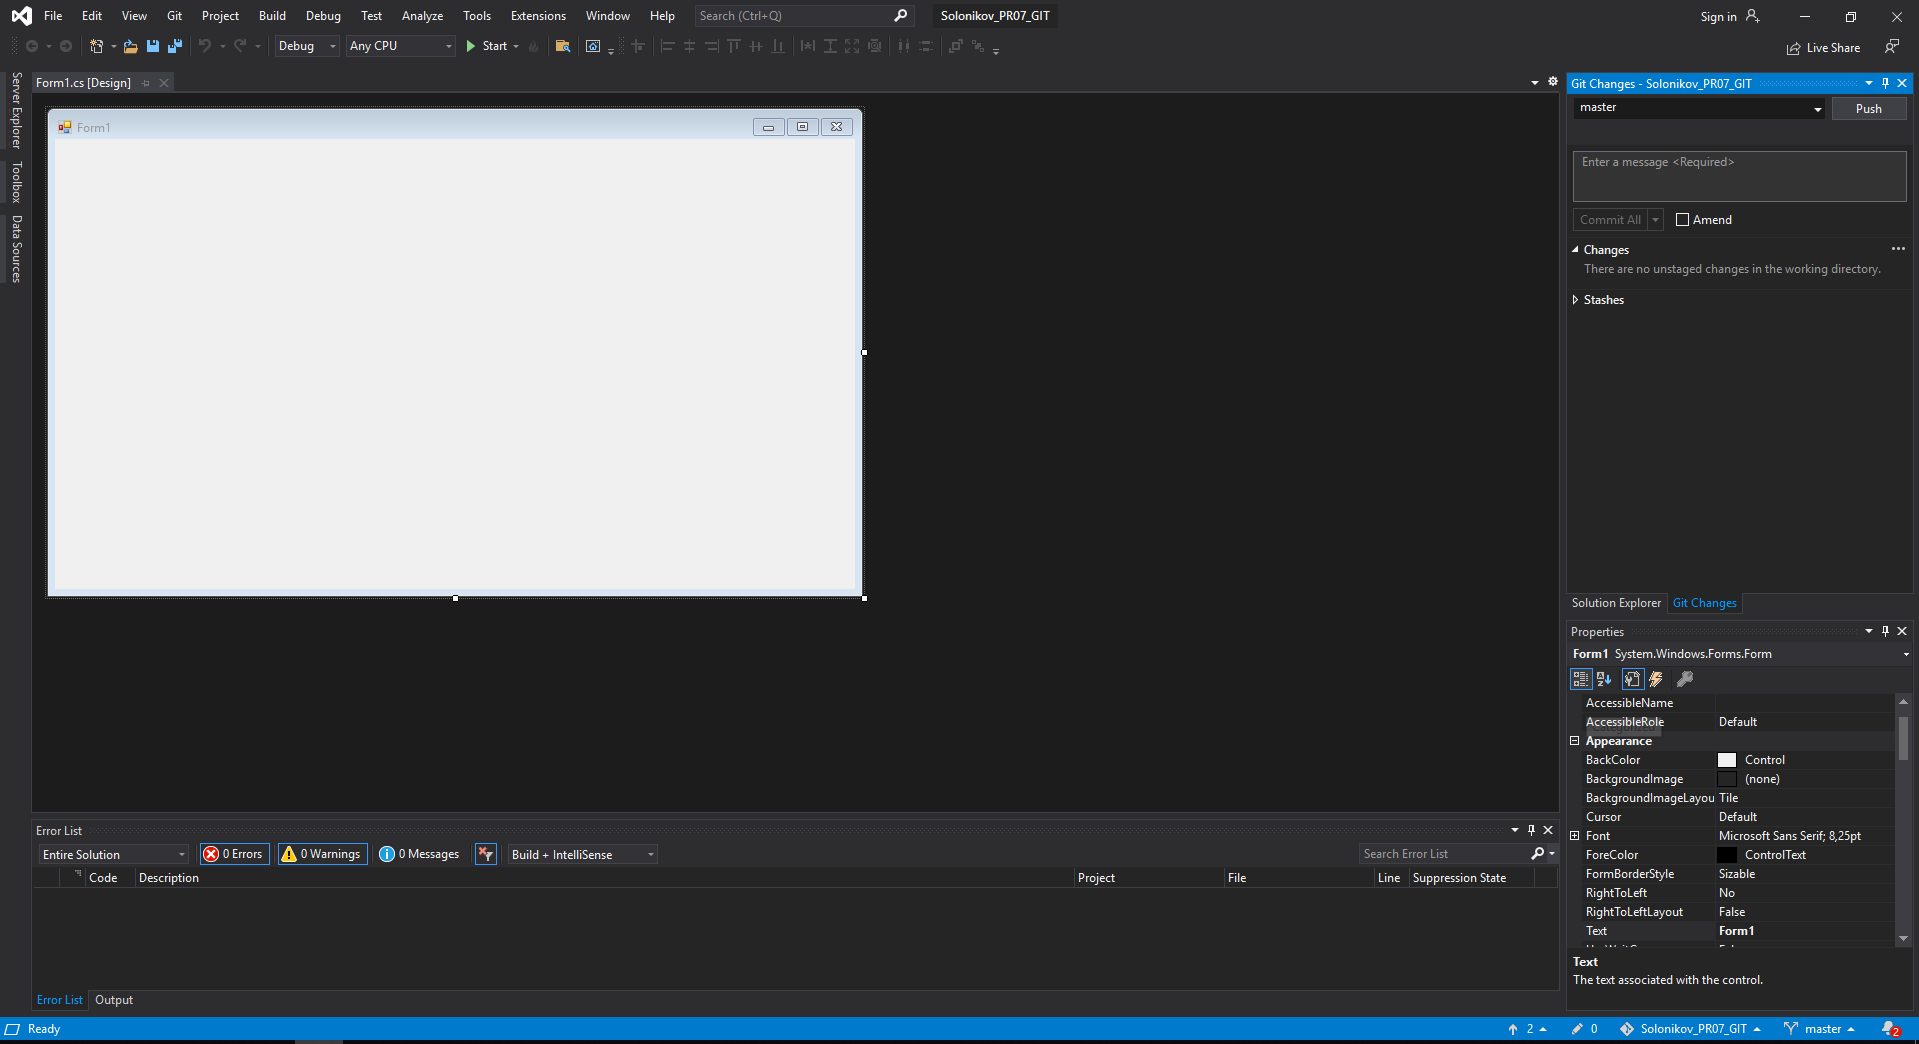 File Edit View Git Project Build Debug Test Analyze Tools Extensions Window Help Search (Ctrl+Q) Solonikov_PR07_GIT Sign in
Debug Any CPU Start Live Share
Server Explorer
Toolbox
Data Sources
Form1.cs [Design]
Form1
Git Changes - Solonikov_PR07_GIT
master Push
Enter a message <Required>
Commit All Amend
Changes
There are no unstaged changes in the working directory.
Stashes
Solution Explorer Git Changes
Properties
Form1 System.Windows.Forms.Form
AccessibleName
AccessibleRole Default
Appearance
BackColor Control
BackgroundImage (none)
BackgroundImageLayou Tile
Cursor Default
Font Microsoft Sans Serif; 8,25pt
ForeColor ControlText
FormBorderStyle Sizable
RightToLeft No
RightToLeftLayout False
Text Form1
Text
The text associated with the control.
Error List
Entire Solution 0 Errors 0 Warnings 0 Messages Build + IntelliSense Search Error List
Code Description Project File Line Suppression State
Error List Output
Ready 2 0 Solonikov_PR07_GIT master 2